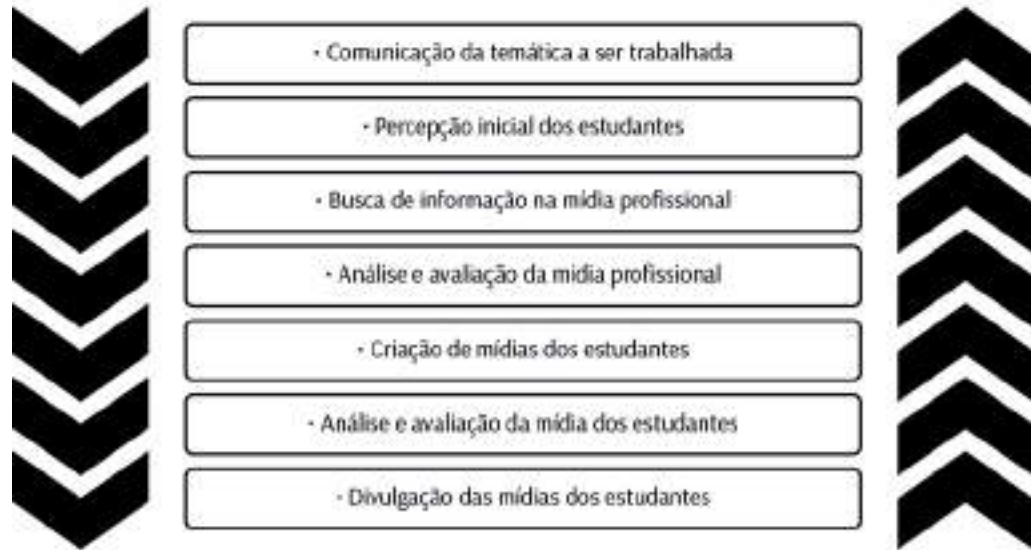 • Comunicação da temática a ser trabalhada
• Percepção inicial dos estudantes
• Busca de informação na mídia profissional
• Análise e avaliação da mídia profissional
• Criação de mídias dos estudantes
• Análise e avaliação da mídia dos estudantes
• Divulgação das mídias dos estudantes